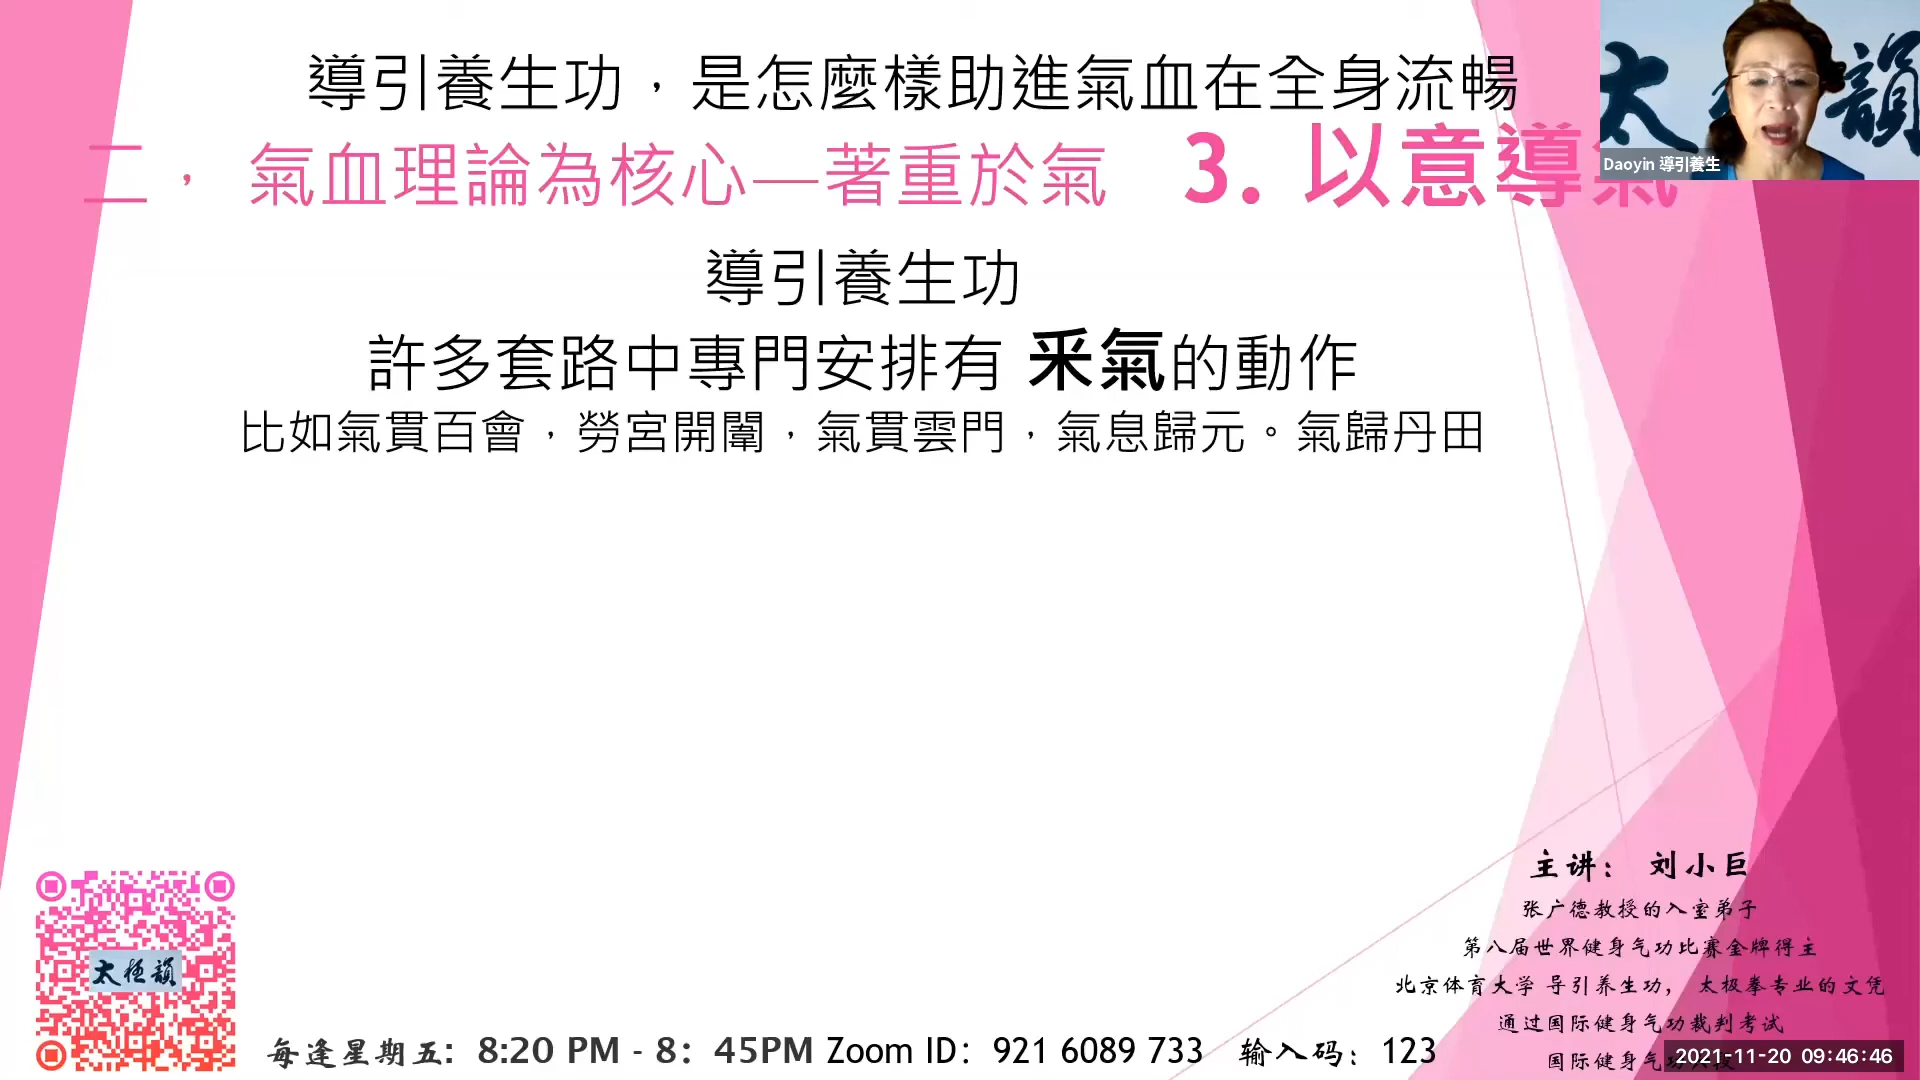 導引養生功，是怎麼樣助進氣血在全身流暢
二， 氣血理論為核心—著重於氣 3. 以意導氣
導引養生功
許多套路中專門安排有 釆氣的動作
比如氣貫百會，勞宮開闔，氣貫雲門，氣息歸元。氣歸丹田
太極韻
Daoyin 導引養生
主讲： 刘小巨
张广德教授的入室弟子
第八届世界健身气功比赛金牌得主
北京体育大学 导引养生功， 太极拳专业的文凭
通过国际健身气功裁判考试
国际健身气功
太極韻
每逢星期五: 8:20 PM - 8：45PM Zoom ID：921 6089 733 输入码：123
2021-11-20 09:46:46